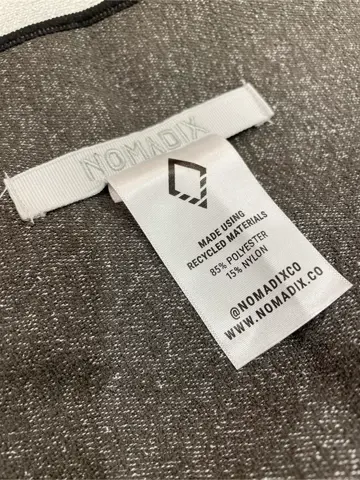 NOMADIX
MADE USING
RECYCLED MATERIALS
85% POLYESTER
15% NYLON
@NOMADIXCO
WWW.NOMADIX.CO